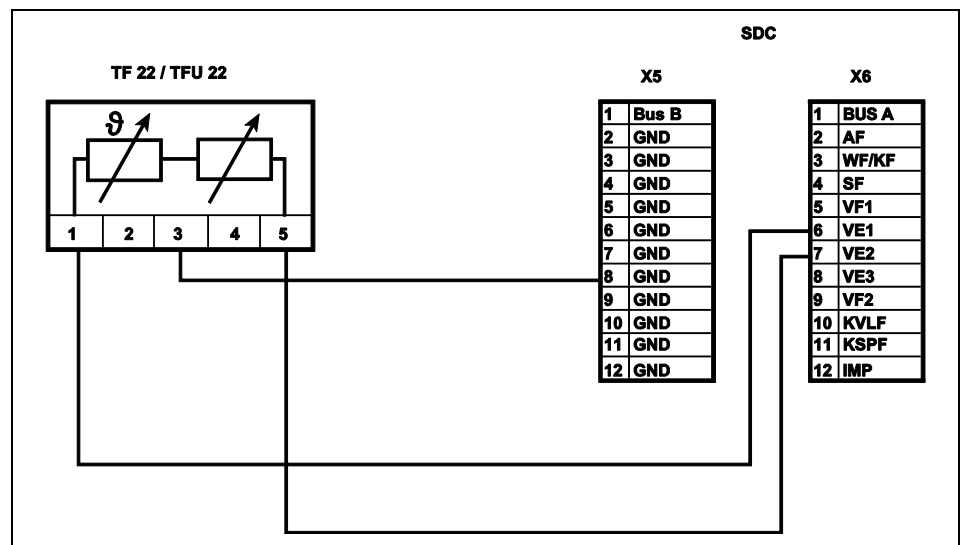 SDC
TF 22 / TFU 22
X5
X6
ϑ
1 2 3 4 5
1 Bus B
2 GND
3 GND
4 GND
5 GND
6 GND
7 GND
8 GND
9 GND
10 GND
11 GND
12 GND
1 BUS A
2 AF
3 WF/KF
4 SF
5 VF1
6 VE1
7 VE2
8 VE3
9 VF2
10 KVLF
11 KSPF
12 IMP